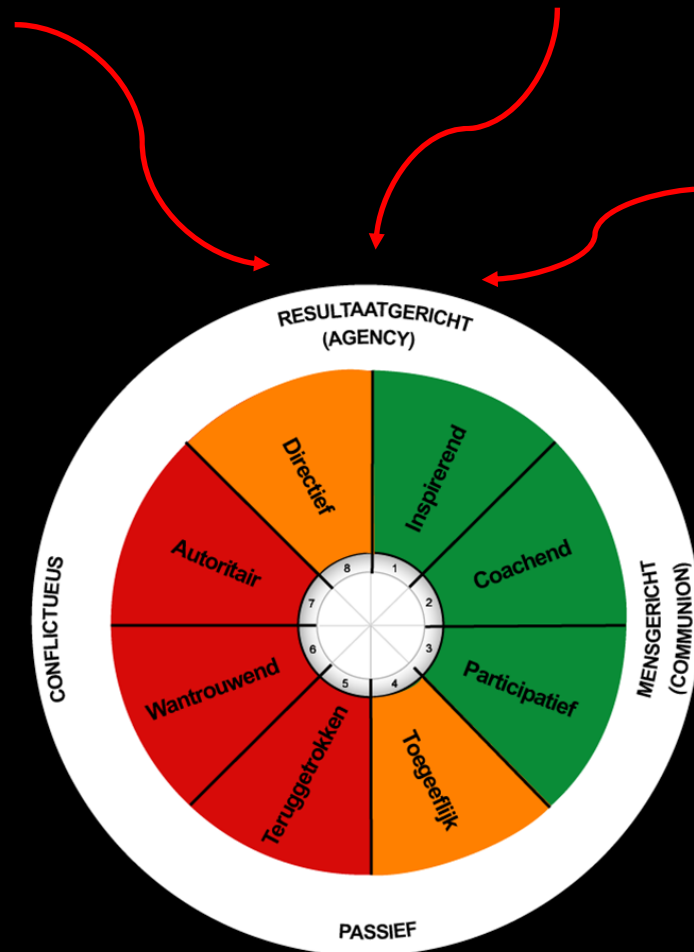 RESULTAATGERICHT
(AGENCY)
Directief
Inspirerend
Autoritair
Coachend
8
1
7
2
CONFLICTUEUS
MENSGERICHT
(COMMUNION)
6
3
5
4
Wantrouwend
Participatief
Teruggetrokken
Toegeeflijk
PASSIEF